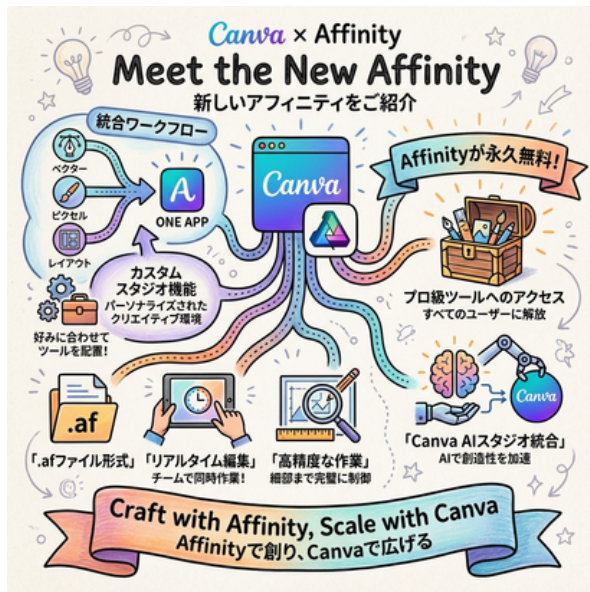 Canva × Affinity
Meet the New Affinity
新しいアフィニティをご紹介
統合ワークフロー
ベクター
ピクセル
レイアウト
A
ONE APP
Canva
Affinityが永久無料!
カスタム
スタジオ機能
パーソナライズされた
クリエイティブ環境
好みに合わせて
ツールを配置!
プロ級ツールへのアクセス
すべてのユーザーに解放
.af
「.afファイル形式」
「リアルタイム編集」
チームで同時作業!
「高精度な作業」
細部まで完璧に制御
Canva
「Canva AIスタジオ統合」
AIで創造性を加速
Craft with Affinity, Scale with Canva
Affinityで創り、Canvaで広げる